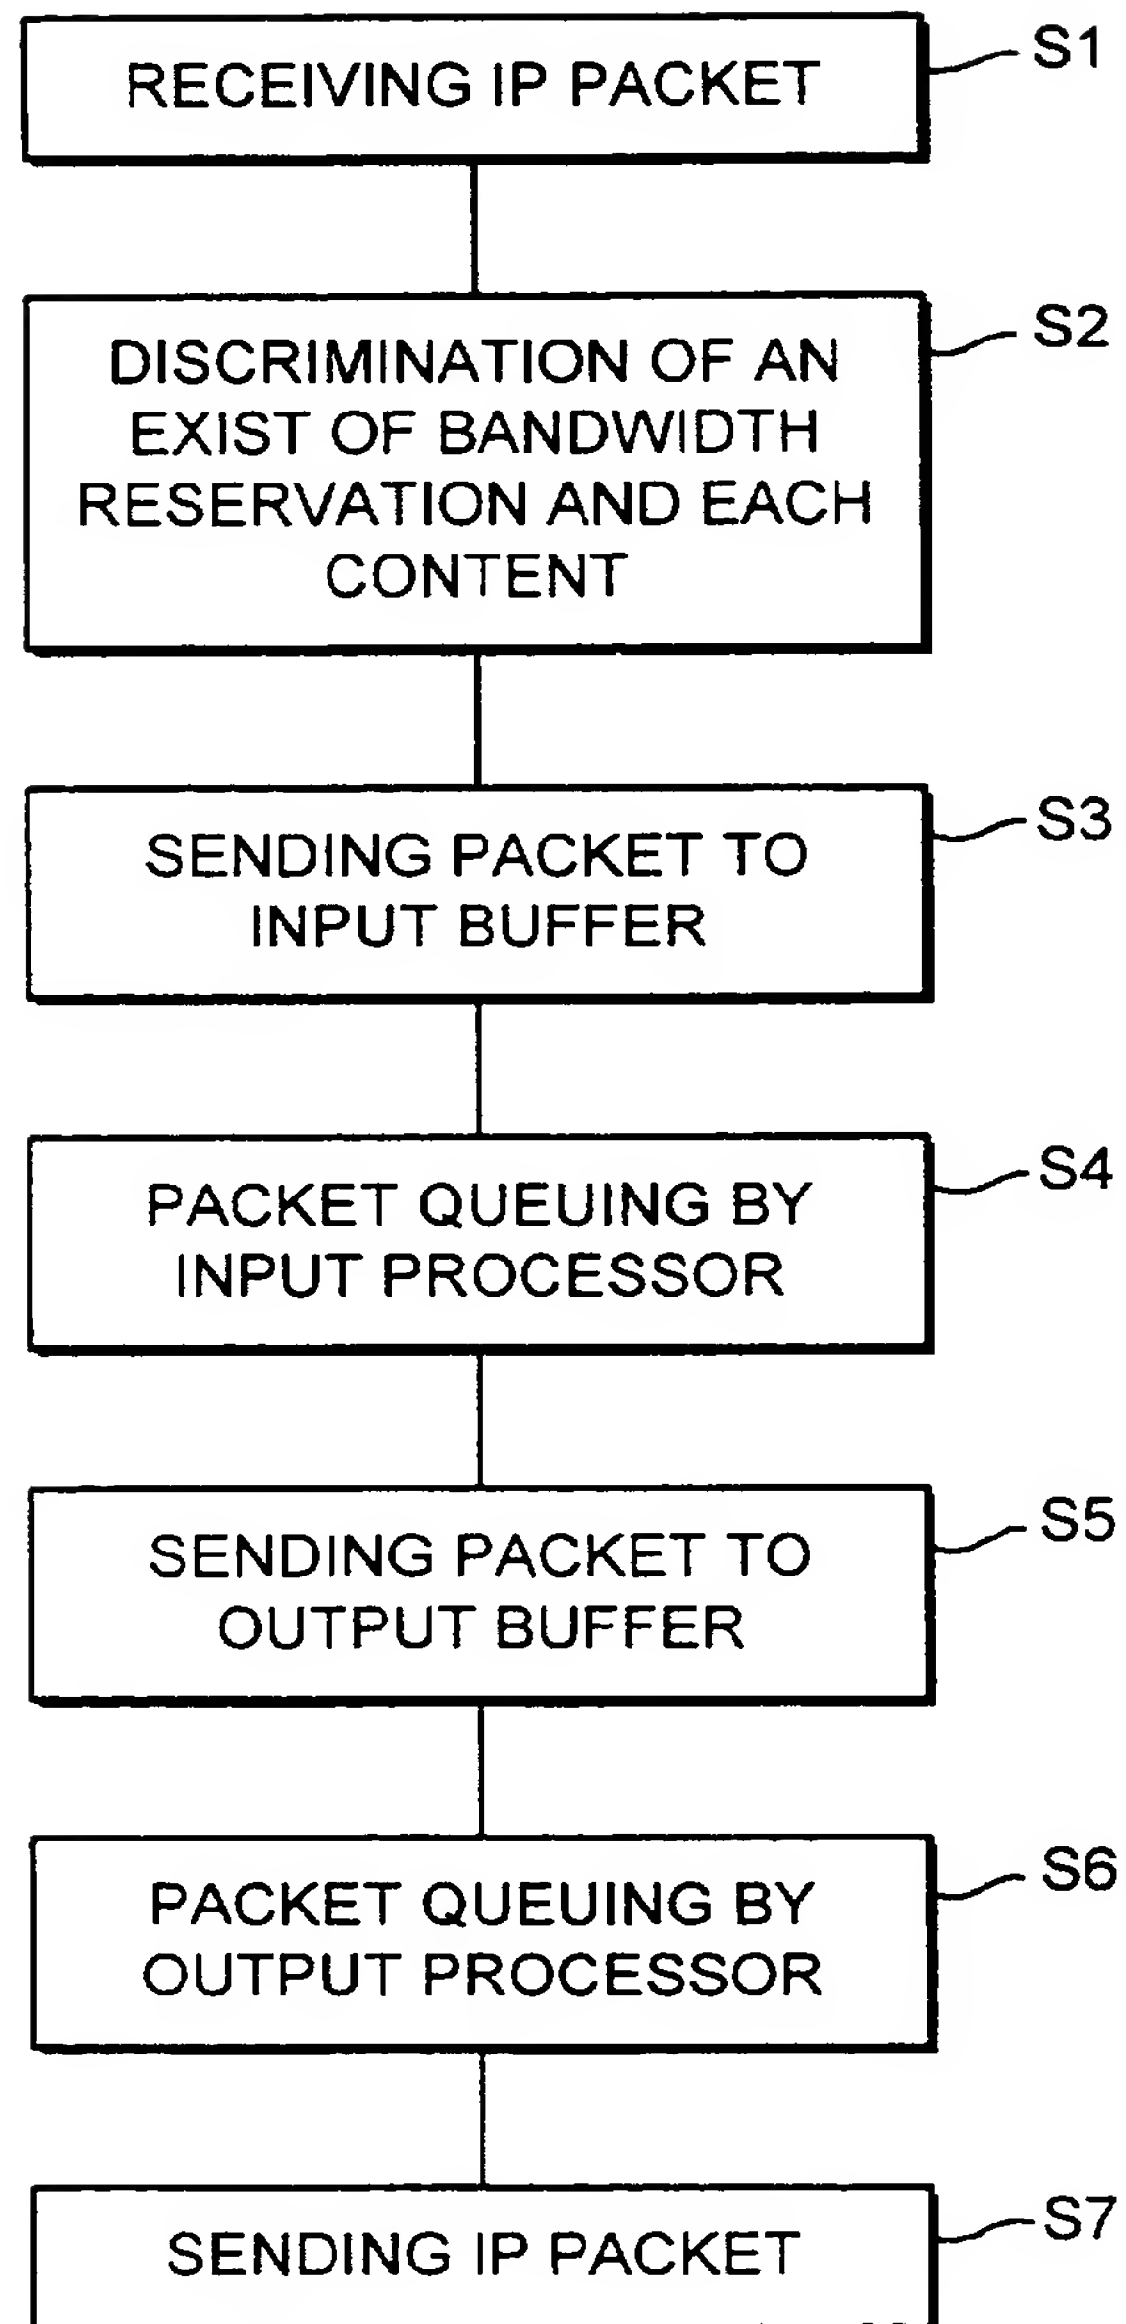 RECEIVING IP PACKET
S1
DISCRIMINATION OF AN
EXIST OF BANDWIDTH
RESERVATION AND EACH
CONTENT
S2
SENDING PACKET TO
INPUT BUFFER
S3
PACKET QUEUING BY
INPUT PROCESSOR
S4
SENDING PACKET TO
OUTPUT BUFFER
S5
PACKET QUEUING BY
OUTPUT PROCESSOR
S6
SENDING IP PACKET
S7